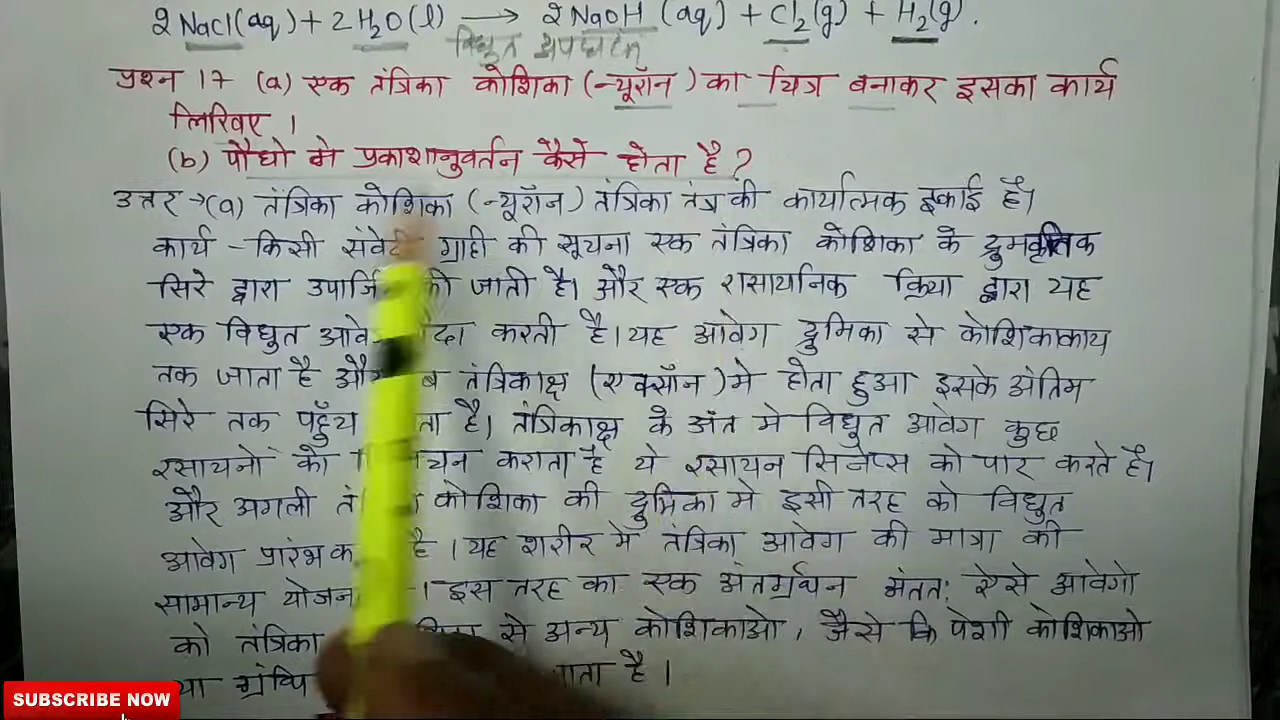 2 NaCl(aq) + 2 H₂O(l) ⟶ 2 NaOH (aq) + Cl₂(g) + H₂(g).
विधुत अपघटन
प्रश्न 17 (a) एक तंत्रिका कोशिका (न्यूरॉन) का चित्र बनाकर इसका कार्य
लिखिए ।
(b) पौधो मे प्रकाशानुवर्तन कैसे होता है ?
उत्तर →(a) तंत्रिका कोशिका (न्यूरॉन) तंत्रिका तंत्र की कार्यात्मक इकाई है।
कार्य - किसी ग्राही की सूचना एक तंत्रिका कोशिका के द्रुमकृतिक
सिरे द्वारा की जाती है। और एक रासायनिक क्रिया द्वारा यह
एक विधुत करती है। यह आवेग द्रुमिका से कोशिकाकाय
तक जाता है तंत्रिकाक्ष (एक्सॉन) मे होता हुआ इसके अंतिम
सिरे तक पहुँच है। तंत्रिकाक्ष के अंत मे विधुत आवेग कुछ
रसायनो का कराता है ये रसायन सिनेप्स को पार करते है।
और अगली कोशिका की द्रुमिका मे इसी तरह को विधुत
आवेग प्रारंभ है । यह शरीर मे तंत्रिका आवेग की मात्रा की
सामान्य । इस तरह का एक अंतर्ग्रथन अंतत: ऐसे आवेगो
को तंत्रिका से अन्य कोशिकाओ, जैसे कि पेशी कोशिकाओ
या है ।
SUBSCRIBE NOW